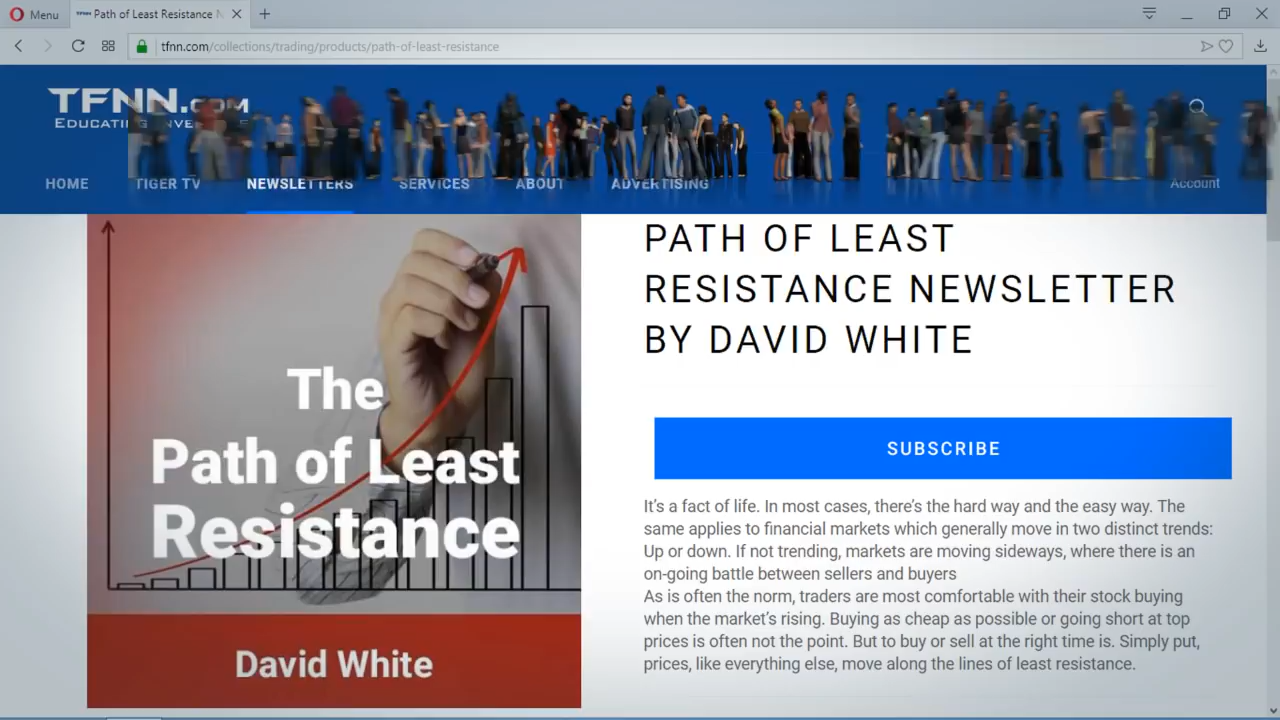 Menu
Path of Least Resistance N
tfnn.com/collections/trading/products/path-of-least-resistance
TFNN.com
HOME
TIGER TV
NEWSLETTERS
SERVICES
ABOUT
ADVERTISING
Account
The
Path of Least
Resistance
David White
PATH OF LEAST
RESISTANCE NEWSLETTER
BY DAVID WHITE
SUBSCRIBE
It’s a fact of life. In most cases, there’s the hard way and the easy way. The
same applies to financial markets which generally move in two distinct trends:
Up or down. If not trending, markets are moving sideways, where there is an
on-going battle between sellers and buyers
As is often the norm, traders are most comfortable with their stock buying
when the market’s rising. Buying as cheap as possible or going short at top
prices is often not the point. But to buy or sell at the right time is. Simply put,
prices, like everything else, move along the lines of least resistance.